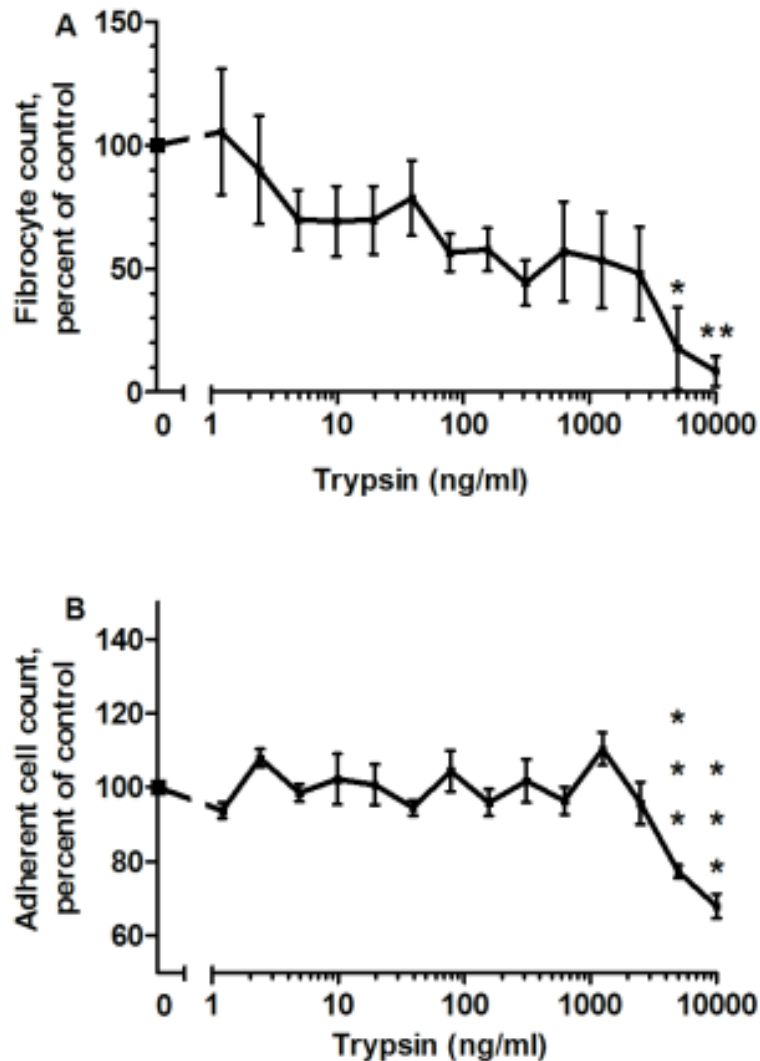 A
Fibrocyte count,
percent of control
150
100
50
0
*
**
0 1 10 100 1000 10000
Trypsin (ng/ml)
B
Adherent cell count,
percent of control
140
120
100
80
60
*
* *
* *
*
0 1 10 100 1000 10000
Trypsin (ng/ml)